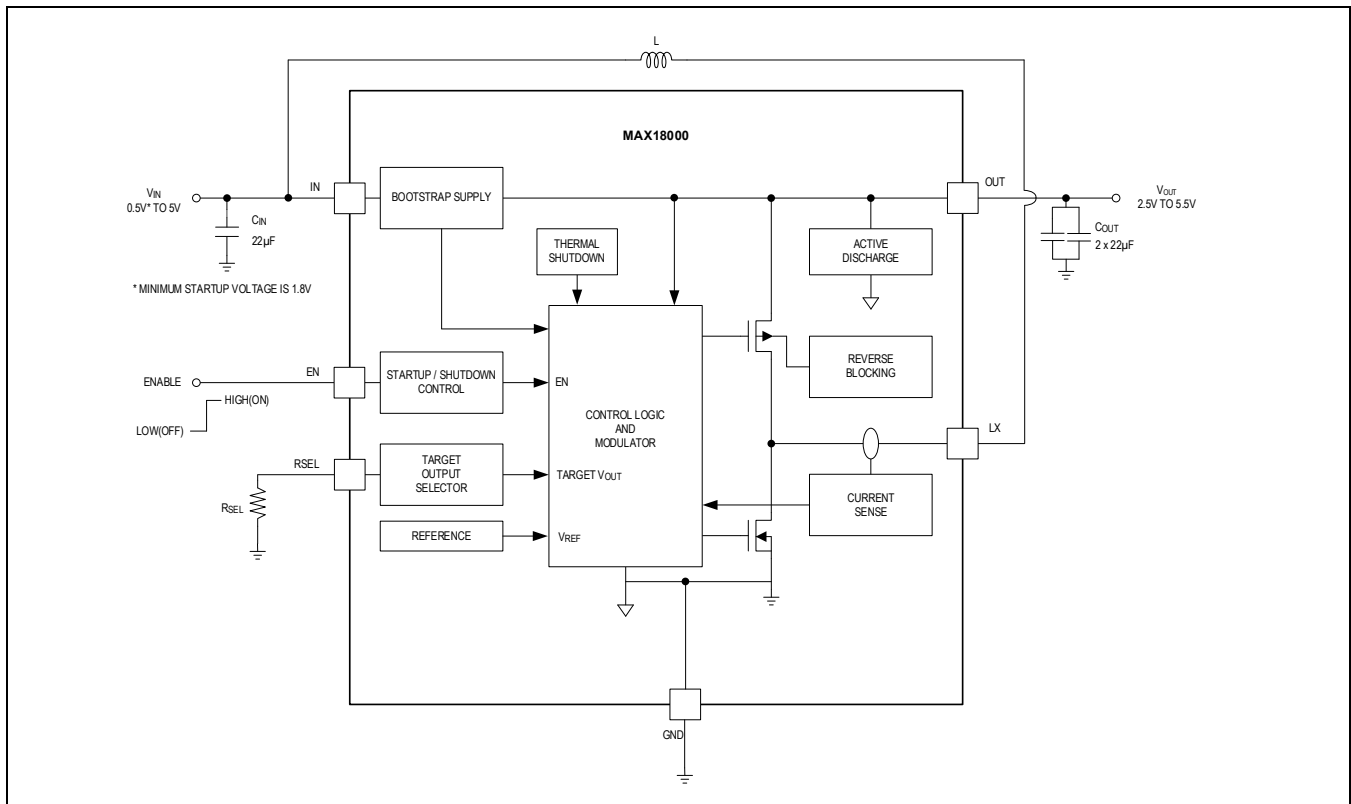 L
MAX18000
IN
BOOTSTRAP SUPPLY
OUT
VIN
0.5V* TO 5V
VOUT
2.5V TO 5.5V
CIN
22µF
COUT
2 x 22µF
THERMAL
SHUTDOWN
ACTIVE
DISCHARGE
* MINIMUM STARTUP VOLTAGE IS 1.8V
REVERSE
BLOCKING
EN
STARTUP / SHUTDOWN
CONTROL
EN
ENABLE
HIGH(ON)
LOW(OFF)
CONTROL LOGIC
AND
MODULATOR
LX
RSEL
TARGET
OUTPUT
SELECTOR
TARGET VOUT
CURRENT
SENSE
RSEL
REFERENCE
VREF
GND